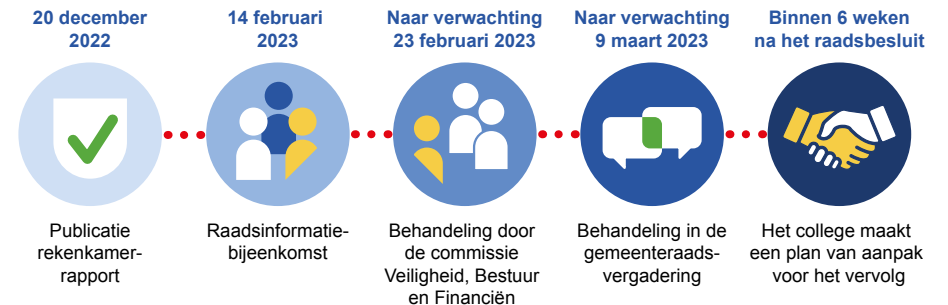 20 december
2022
Publicatie
rekenkamer-
rapport
14 februari
2023
Raadsinformatie-
bijeenkomst
Naar verwachting
23 februari 2023
Behandeling door
de commissie
Veiligheid, Bestuur
en Financiën
Naar verwachting
9 maart 2023
Behandeling in de
gemeenteraads-
vergadering
Binnen 6 weken
na het raadsbesluit
Het college maakt
een plan van aanpak
voor het vervolg